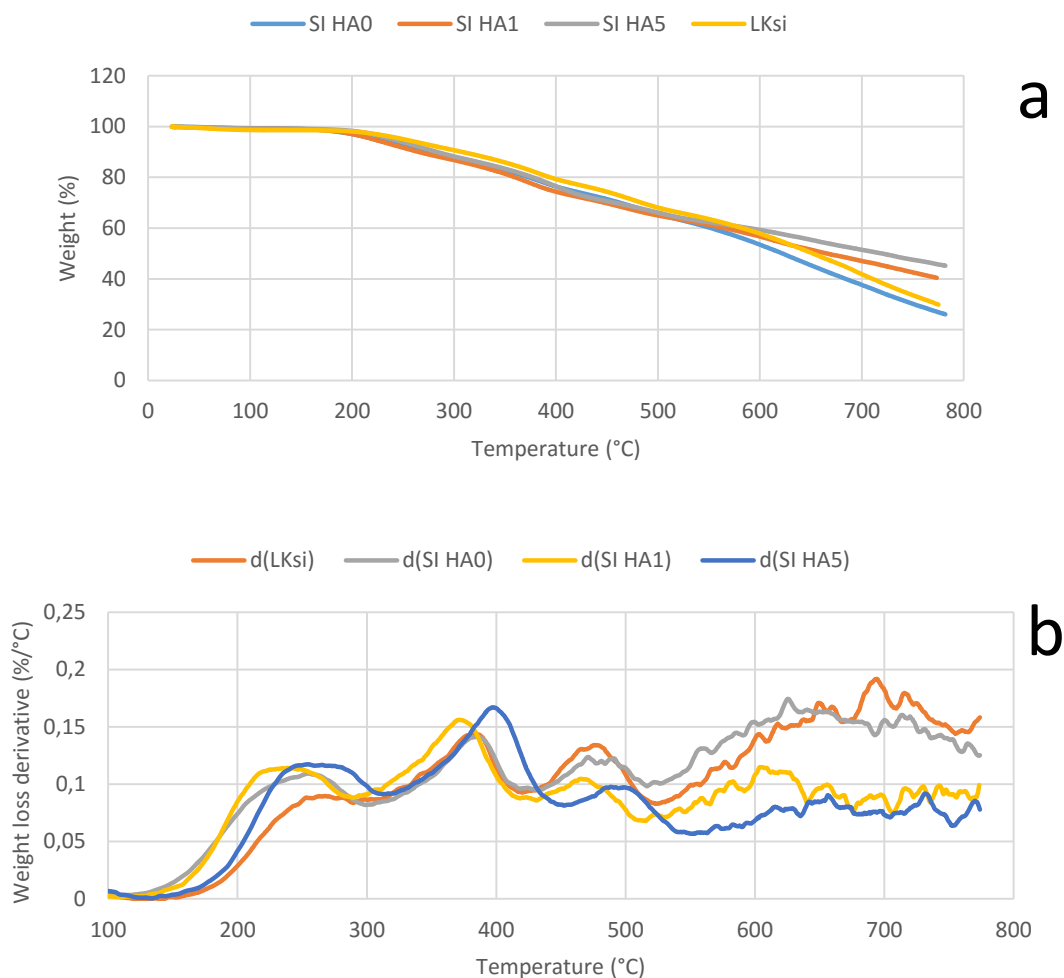 SI HA0 SI HA1 SI HA5 LKsi
a
120
100
80
60
40
20
0
Weight (%)
0 100 200 300 400 500 600 700 800
Temperature (°C)
d(LKsi) d(SI HA0) d(SI HA1) d(SI HA5)
b
0,25
0,2
0,15
0,1
0,05
0
Weight loss derivative (%/°C)
100 200 300 400 500 600 700 800
Temperature (°C)